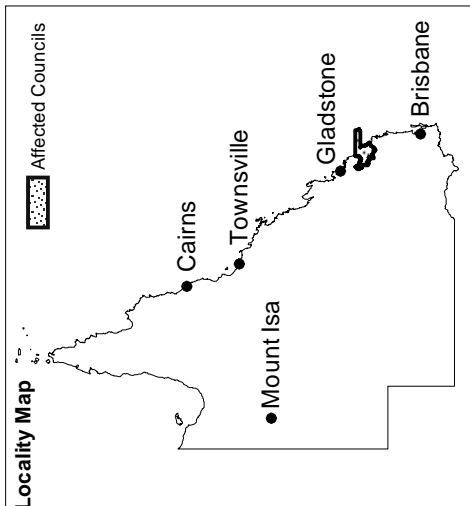 Locality Map
Affected Councils
Cairns
Townsville
Mount Isa
Gladstone
Brisbane